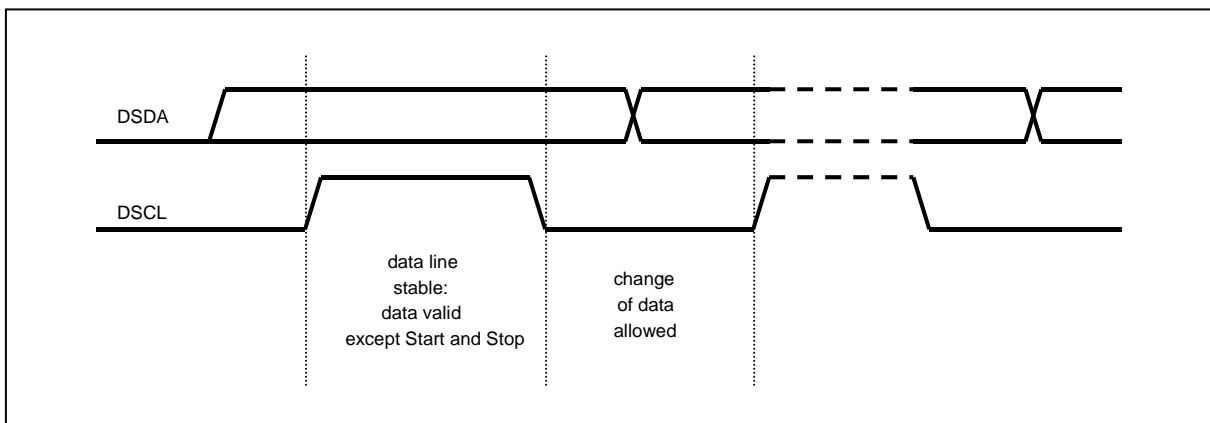 DSDA
DSCL
data line
stable:
data valid
except Start and Stop
change
of data
allowed